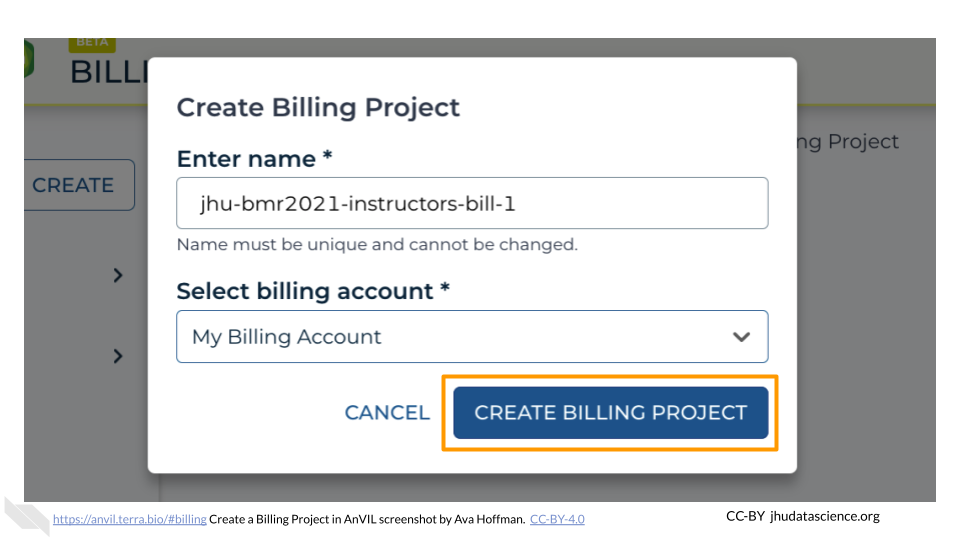 BETA
BILLI
Create Billing Project
ng Project
Enter name *
CREATE
jhu-bmr2021-instructors-bill-1
Name must be unique and cannot be changed.
Select billing account *
My Billing Account
CANCEL CREATE BILLING PROJECT
https://anvil.terra.bio/#billing Create a Billing Project in AnVIL screenshot by Ava Hoffman. CC-BY-4.0
CC-BY jhudatascience.org